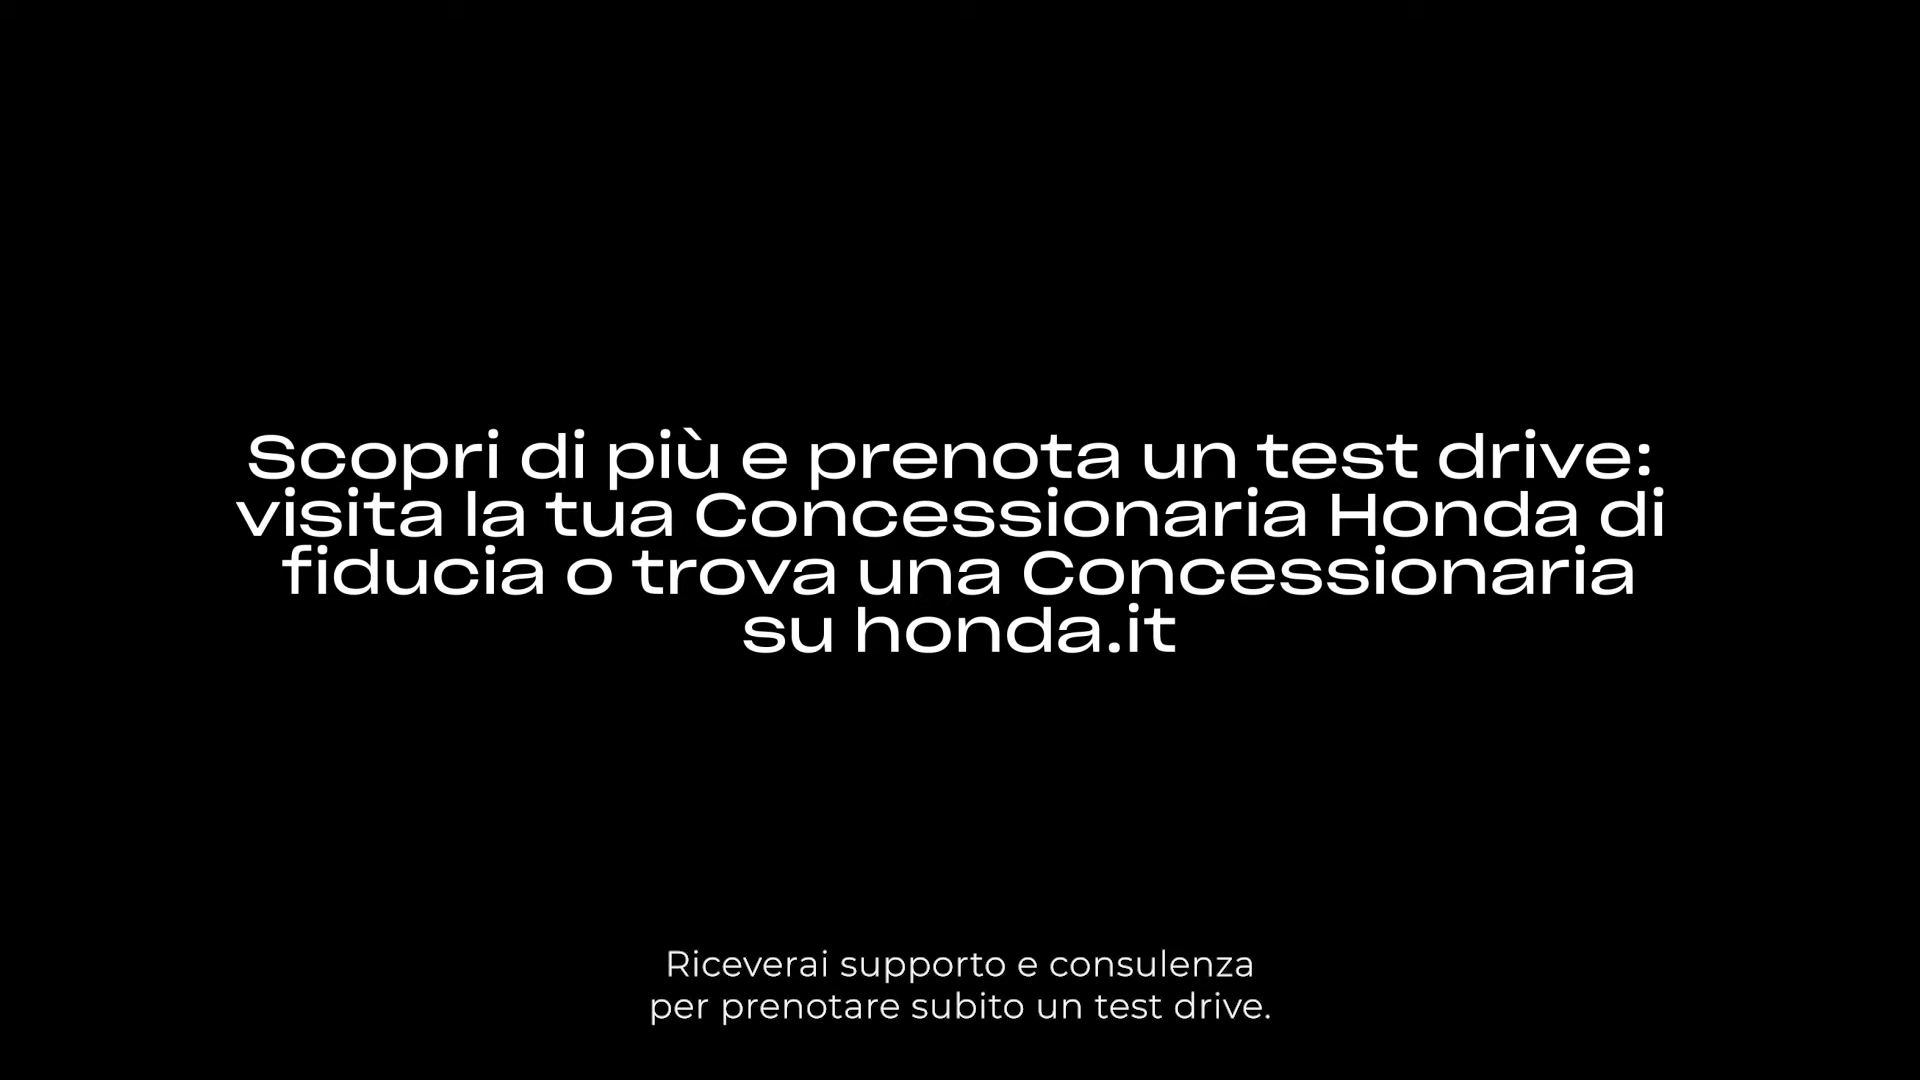 Scopri di più e prenota un test drive:
visita la tua Concessionaria Honda di
fiducia o trova una Concessionaria
su honda.it
Riceverai supporto e consulenza
per prenotare subito un test drive.